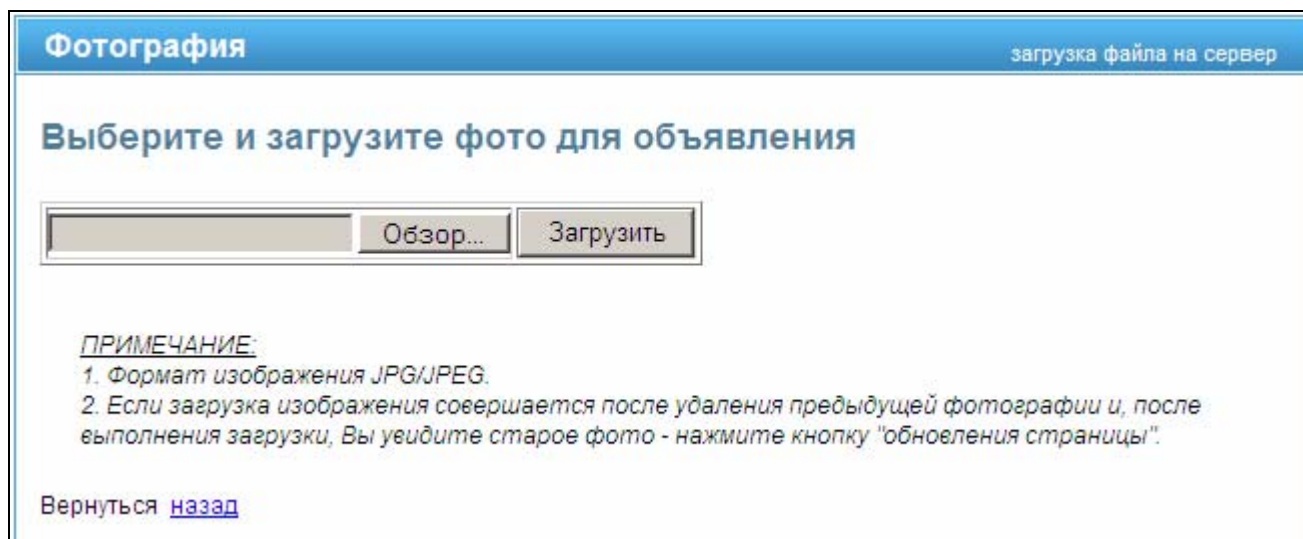 Фотография
загрузка файла на сервер
Выберите и загрузите фото для объявления
Обзор... Загрузить
ПРИМЕЧАНИЕ:
1. Формат изображения JPG/JPEG.
2. Если загрузка изображения совершается после удаления предыдущей фотографии и, после
выполнения загрузки, Вы увидите старое фото - нажмите кнопку "обновления страницы".
Вернуться назад